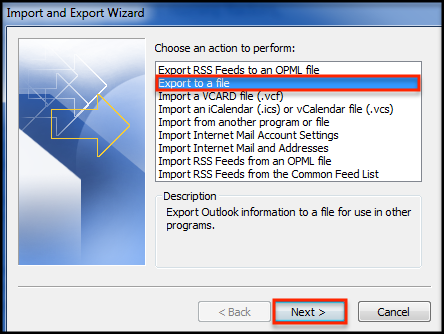 Import and Export Wizard
Choose an action to perform:
Export RSS Feeds to an OPML file
Export to a file
Import a VCARD file (.vcf)
Import an iCalendar (.ics) or vCalendar file (.vcs)
Import from another program or file
Import Internet Mail Account Settings
Import Internet Mail and Addresses
Import RSS Feeds from an OPML file
Import RSS Feeds from the Common Feed List
Description
Export Outlook information to a file for use in other
programs.
< Back Next > Cancel